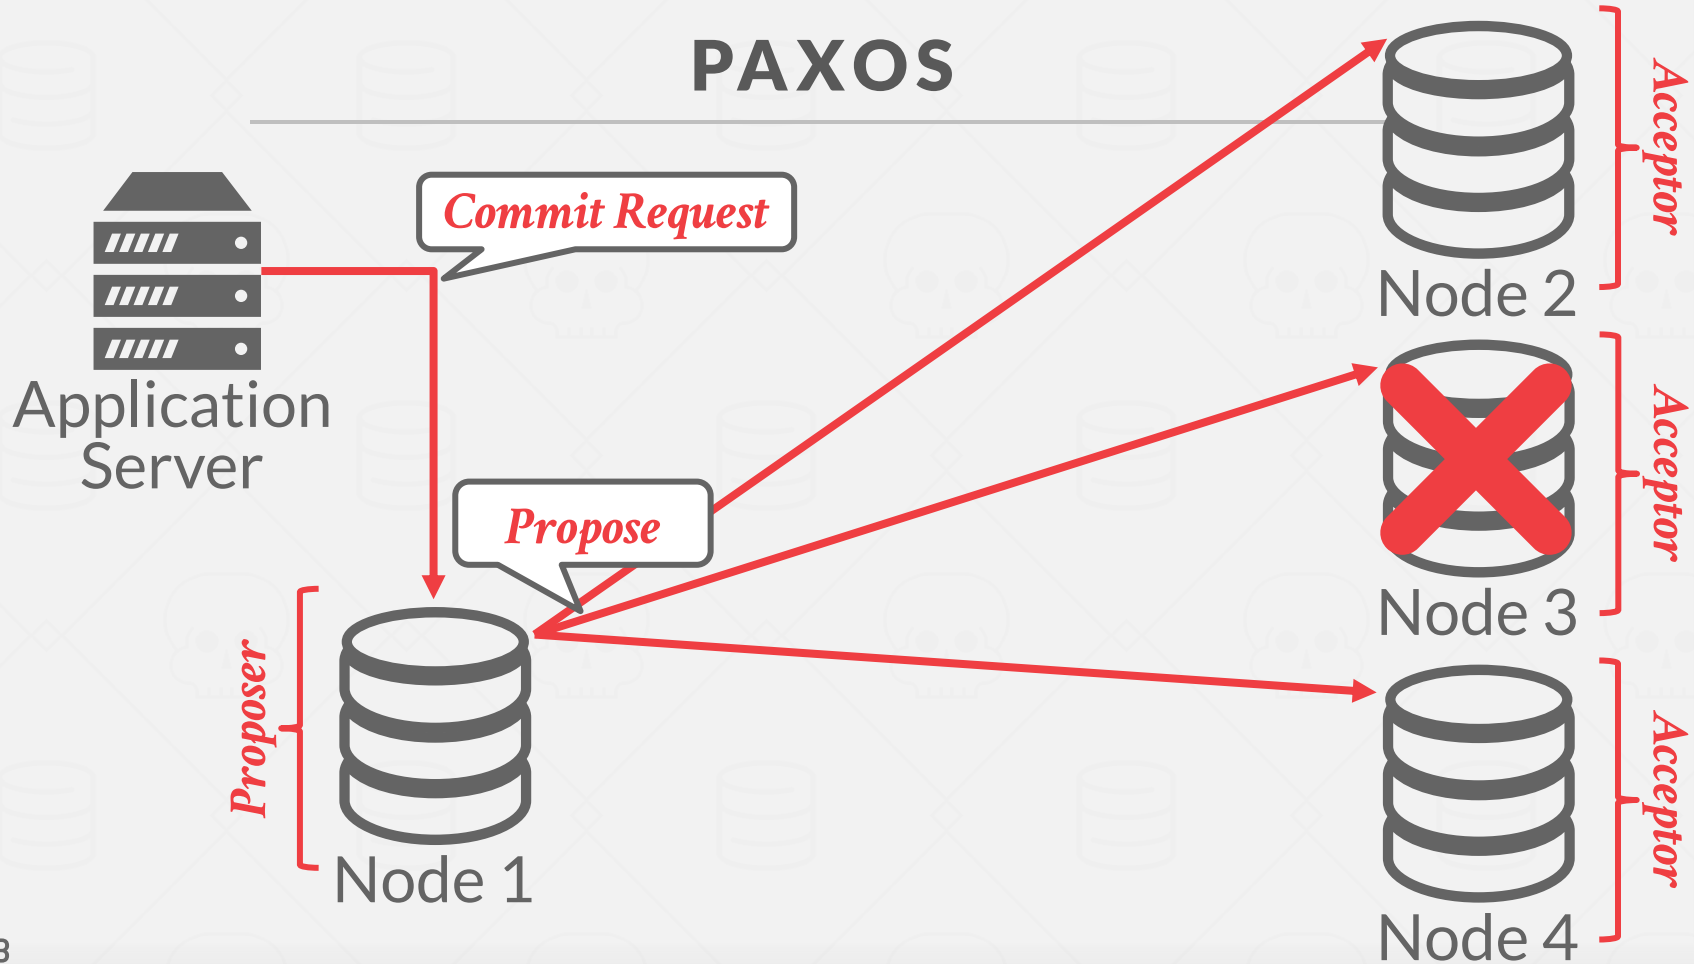 PAXOS
Commit Request
Application
Server
Propose
Proposer
Node 1
Acceptor
Node 2
Acceptor
Node 3
Acceptor
Node 4